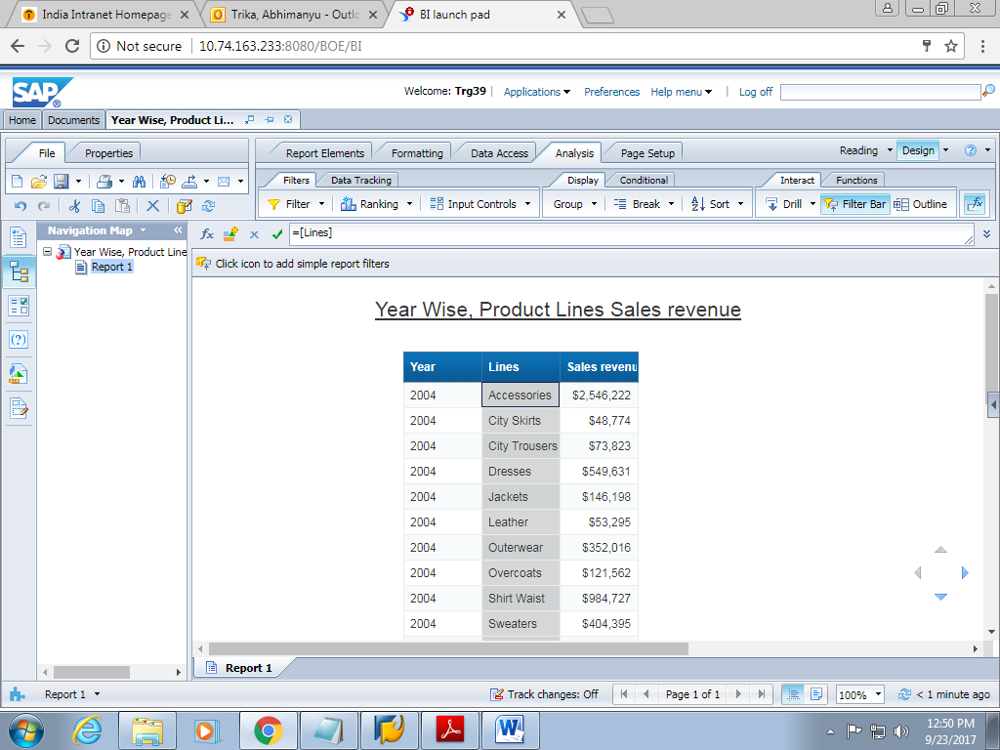 India Intranet Homepage
Trika, Abhimanyu - Outlo
BI launch pad
Not secure
10.74.163.233:8080/BOE/BI
SAP
Welcome: Trg39
Applications
Preferences
Help menu
Log off
Home
Documents
Year Wise, Product Li...
File
Properties
Report Elements
Formatting
Data Access
Analysis
Page Setup
Reading
Design
Filters
Data Tracking
Display
Conditional
Interact
Functions
Filter
Ranking
Input Controls
Group
Break
Sort
Drill
Filter Bar
Outline
Navigation Map
=[Lines]
Year Wise, Product Line
Report 1
Click icon to add simple report filters
Year Wise, Product Lines Sales revenue
Year Lines Sales revenu
2004 Accessories $2,546,222
2004 City Skirts $48,774
2004 City Trousers $73,823
2004 Dresses $549,631
2004 Jackets $146,198
2004 Leather $53,295
2004 Outerwear $352,016
2004 Overcoats $121,562
2004 Shirt Waist $984,727
2004 Sweaters $404,395
Report 1
Report 1
Track changes: Off
Page 1 of 1
100%
< 1 minute ago
12:50 PM
9/23/2017